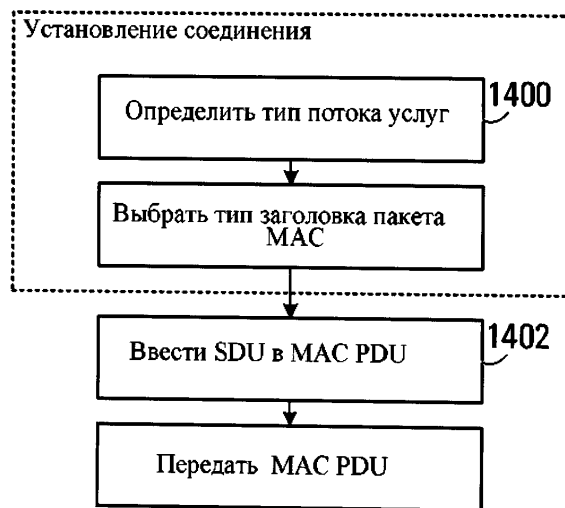 Установление соединения
Определить тип потока услуг
1400
Выбрать тип заголовка пакета
MAC
Ввести SDU в MAC PDU
1402
Передать MAC PDU